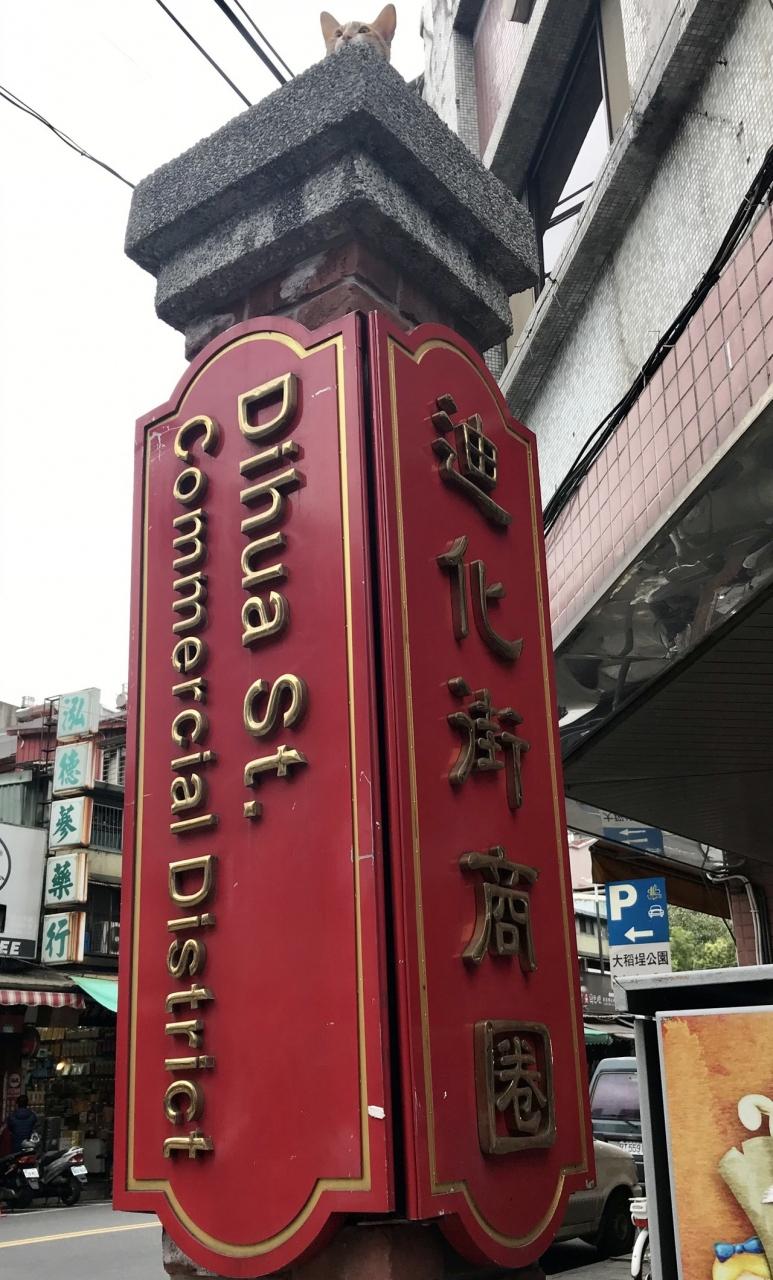 Dihua St.
Commercial District
迪化街商圈
泓德蔘藥行
P
大稻埕公園
EE